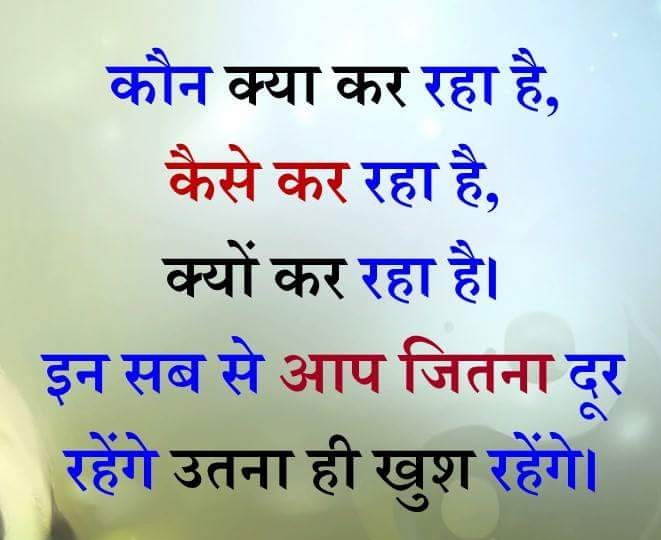 कौन क्या कर रहा है,
कैसे कर रहा है,
क्यों कर रहा है।
इन सब से आप जितना दूर
रहेंगे उतना ही खुश रहेंगे।